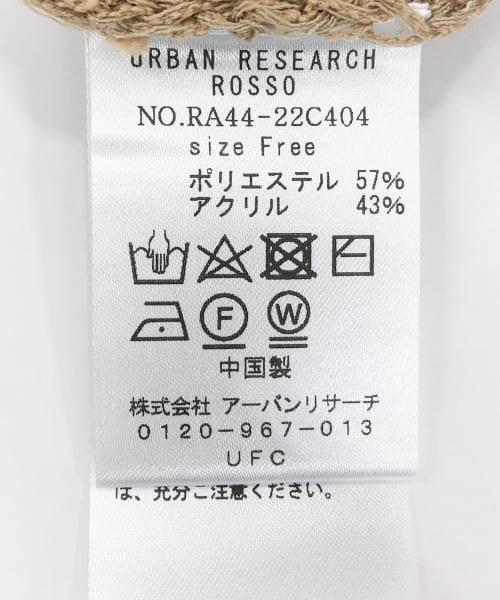 URBAN RESEARCH
ROSSO
NO.RA44-22C404
size Free
ポリエステル 57%
アクリル 43%
F W
中国製
株式会社 アーバンリサーチ
0120-967-013
UFC
は、充分ご注意ください。